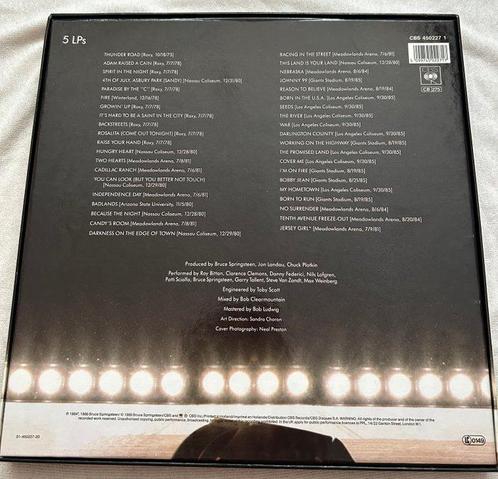 5 LPs
CBS 450227 1
THUNDER ROAD [Roxy, 10/18/75]
ADAM RAISED A CAIN [Roxy, 7/7/78]
SPIRIT IN THE NIGHT [Roxy, 7/7/78]
4TH OF JULY, ASBURY PARK (SANDY) [Nassau Coliseum, 12/31/80]
PARADISE BY THE "C" [Roxy, 7/7/78]
FIRE [Winterland, 12/16/78]
GROWIN' UP [Roxy, 7/7/78]
IT'S HARD TO BE A SAINT IN THE CITY [Roxy, 7/7/78]
BACKSTREETS [Roxy, 7/7/78]
ROSALITA (COME OUT TONIGHT) [Roxy, 7/7/78]
RAISE YOUR HAND [Roxy, 7/7/78]
HUNGRY HEART [Nassau Coliseum, 12/28/80]
TWO HEARTS [Meadowlands Arena, 7/8/81]
CADILLAC RANCH [Meadowlands Arena, 7/6/81]
YOU CAN LOOK (BUT YOU BETTER NOT TOUCH)
[Nassau Coliseum, 12/29/80]
INDEPENDENCE DAY [Meadowlands Arena, 7/6/81]
BADLANDS [Arizona State University, 11/5/80]
BECAUSE THE NIGHT [Nassau Coliseum, 12/28/80]
CANDY'S ROOM [Meadowlands Arena, 7/8/81]
DARKNESS ON THE EDGE OF TOWN [Nassau Coliseum, 12/29/80]
RACING IN THE STREET [Meadowlands Arena, 7/6/81]
THIS LAND IS YOUR LAND [Nassau Coliseum, 12/28/80]
NEBRASKA [Meadowlands Arena, 8/6/84]
JOHNNY 99 [Giants Stadium, 8/19/85]
REASON TO BELIEVE [Meadowlands Arena, 8/19/84]
BORN IN THE U.S.A. [Los Angeles Coliseum, 9/30/85]
SEEDS [Los Angeles Coliseum, 9/30/85]
THE RIVER [Los Angeles Coliseum, 9/30/85]
WAR [Los Angeles Coliseum, 9/30/85]
DARLINGTON COUNTY [Los Angeles Coliseum, 9/30/85]
WORKING ON THE HIGHWAY [Giants Stadium, 8/19/85]
THE PROMISED LAND [Los Angeles Coliseum, 9/30/85]
COVER ME [Los Angeles Coliseum, 9/30/85]
I'M ON FIRE [Giants Stadium, 8/19/85]
BOBBY JEAN [Giants Stadium, 8/21/85]
MY HOMETOWN [Los Angeles Coliseum, 9/30/85]
BORN TO RUN [Giants Stadium, 8/19/85]
NO SURRENDER [Meadowlands Arena, 8/6/84]
TENTH AVENUE FREEZE-OUT [Meadowlands Arena, 8/20/84]
JERSEY GIRL* [Meadowlands Arena, 7/9/81]
CB 275
Produced by Bruce Springsteen, Jon Landau, Chuck Plotkin
Performed by Roy Bittan, Clarence Clemons, Danny Federici, Nils Lofgren,
Patti Scialfa, Bruce Springsteen, Garry Tallent, Steve Van Zandt, Max Weinberg
Engineered by Toby Scott
Mixed by Bob Clearmountain
Mastered by Bob Ludwig
Art Direction: Sandra Choron
Cover Photography: Neal Preston
01-450227-20
LC 0149